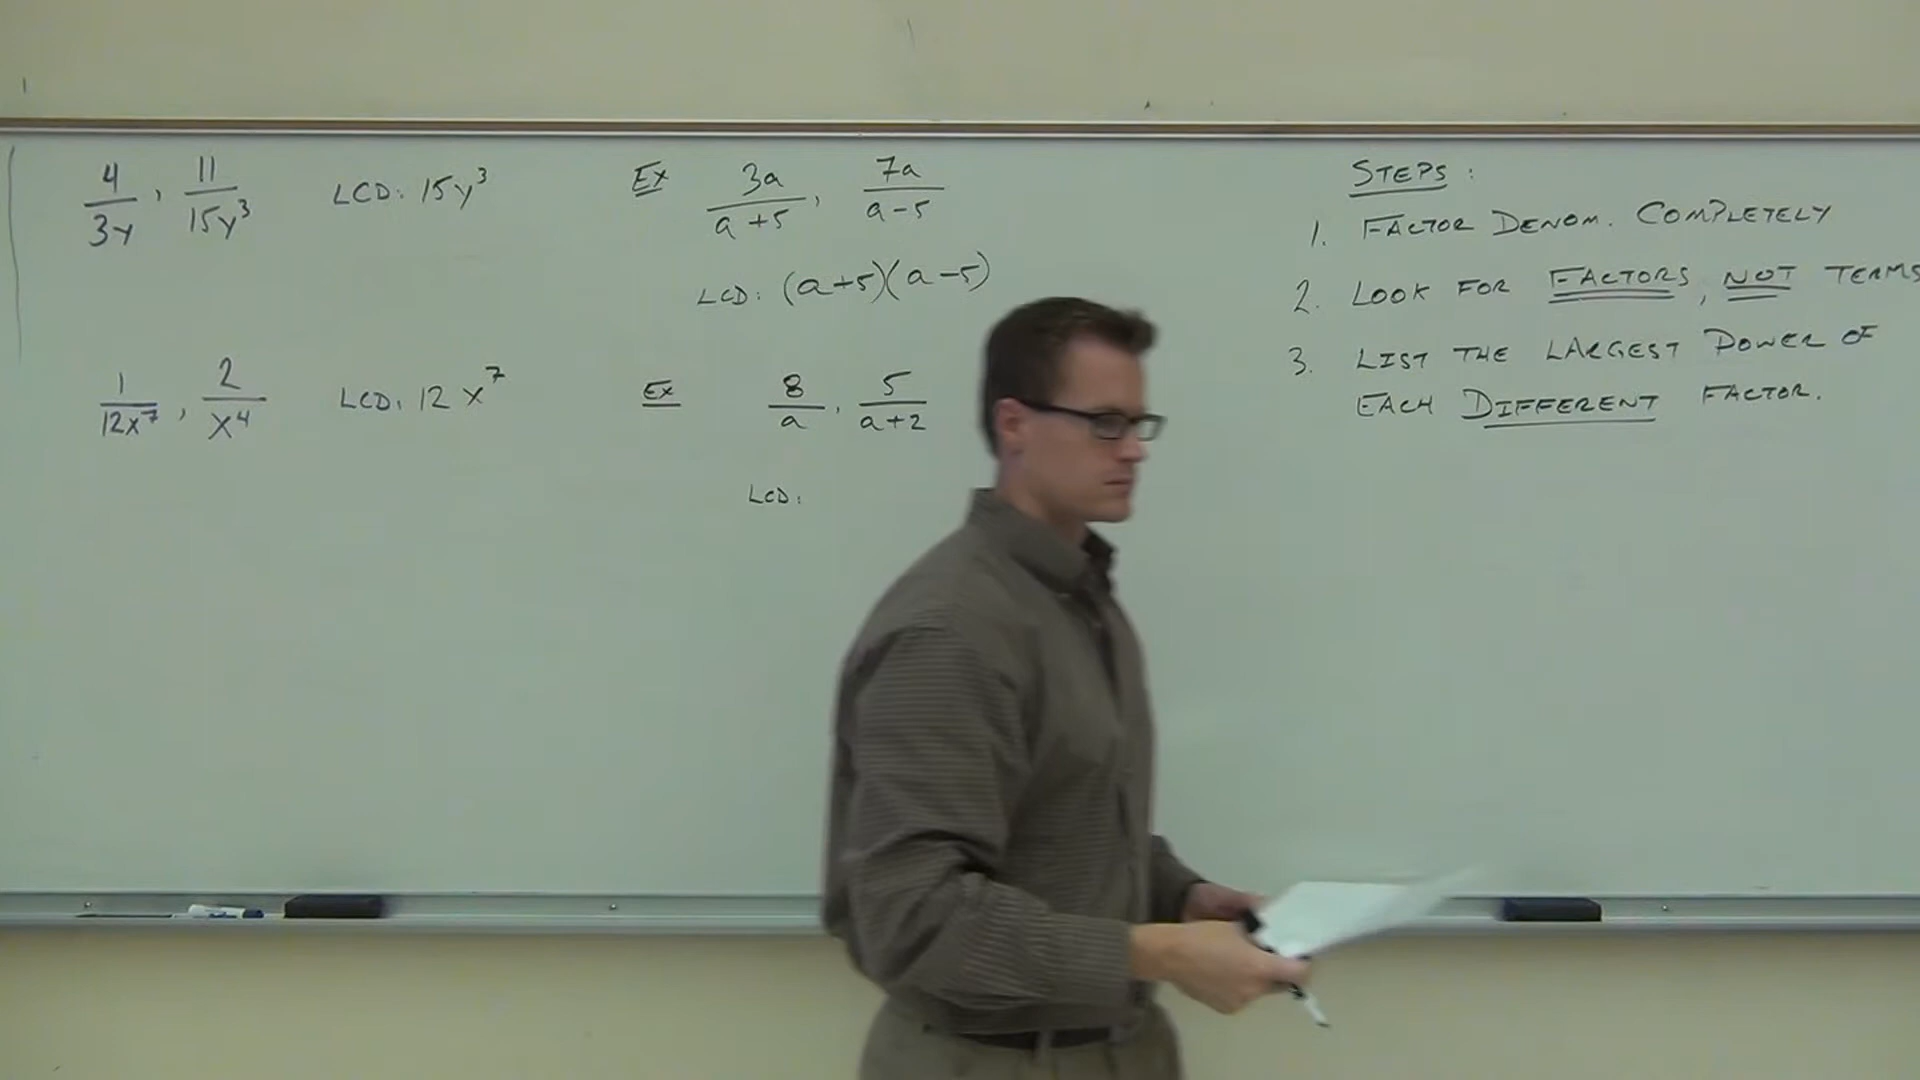 4/3y , 11/15y³ LCD: 15y³
1/12x⁷ , 2/x⁴ LCD: 12x⁷
Ex 3a/a+5 , 7a/a-5
LCD: (a+5)(a-5)
Ex 8/a , 5/a+2
LCD:
STEPS:
1. FACTOR DENOM. COMPLETELY
2. LOOK FOR FACTORS, NOT TERMS
3. LIST THE LARGEST POWER OF
EACH DIFFERENT FACTOR.